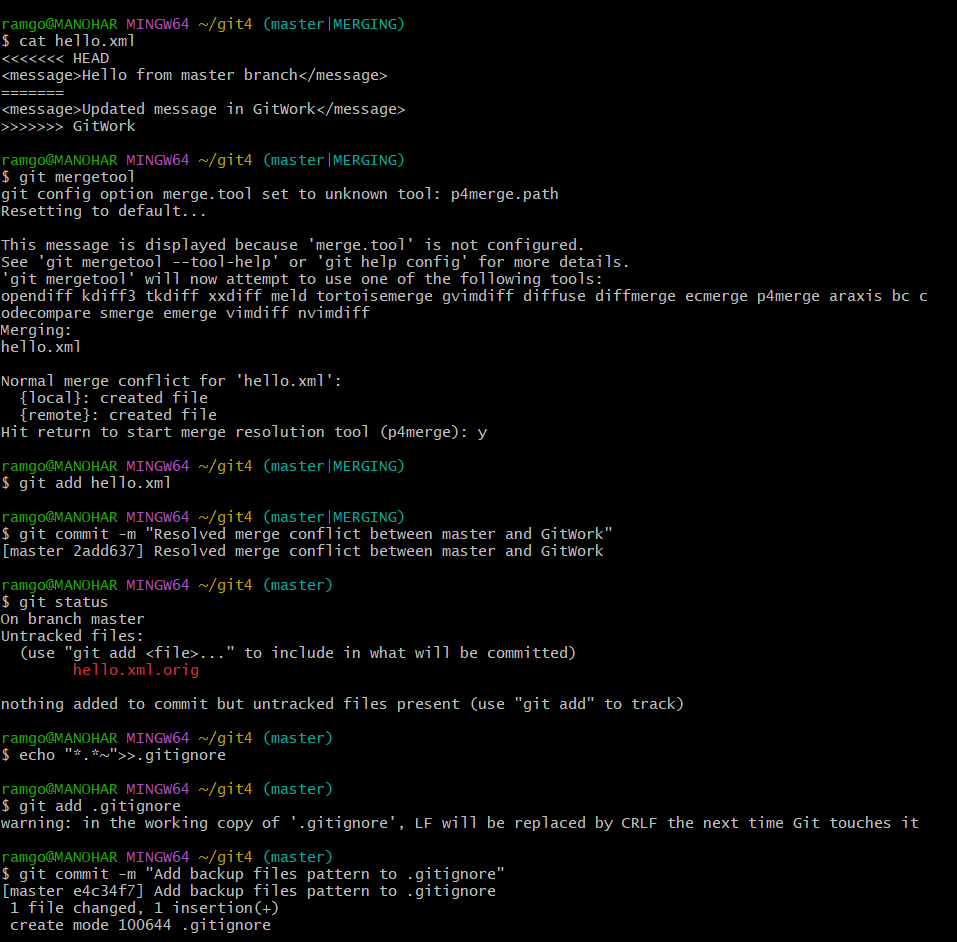 ramgo@MANOHAR MINGW64 ~/git4 (master|MERGING)
$ cat hello.xml
<<<<<<< HEAD
<message>Hello from master branch</message>
=======
<message>Updated message in GitWork</message>
>>>>>>> GitWork
ramgo@MANOHAR MINGW64 ~/git4 (master|MERGING)
$ git mergetool
git config option merge.tool set to unknown tool: p4merge.path
Resetting to default...
This message is displayed because 'merge.tool' is not configured.
See 'git mergetool --tool-help' or 'git help config' for more details.
'git mergetool' will now attempt to use one of the following tools:
opendiff kdiff3 tkdiff xxdiff meld tortoisemerge gvimdiff diffuse diffmerge ecmerge p4merge araxis bc c
odecompare smerge emerge vimdiff nvimdiff
Merging:
hello.xml
Normal merge conflict for 'hello.xml':
  {local}: created file
  {remote}: created file
Hit return to start merge resolution tool (p4merge): y
ramgo@MANOHAR MINGW64 ~/git4 (master|MERGING)
$ git add hello.xml
ramgo@MANOHAR MINGW64 ~/git4 (master|MERGING)
$ git commit -m "Resolved merge conflict between master and GitWork"
[master 2add637] Resolved merge conflict between master and GitWork
ramgo@MANOHAR MINGW64 ~/git4 (master)
$ git status
On branch master
Untracked files:
  (use "git add <file>..." to include in what will be committed)
        hello.xml.orig
nothing added to commit but untracked files present (use "git add" to track)
ramgo@MANOHAR MINGW64 ~/git4 (master)
$ echo "*.*~">>.gitignore
ramgo@MANOHAR MINGW64 ~/git4 (master)
$ git add .gitignore
warning: in the working copy of '.gitignore', LF will be replaced by CRLF the next time Git touches it
ramgo@MANOHAR MINGW64 ~/git4 (master)
$ git commit -m "Add backup files pattern to .gitignore"
[master e4c34f7] Add backup files pattern to .gitignore
 1 file changed, 1 insertion(+)
 create mode 100644 .gitignore